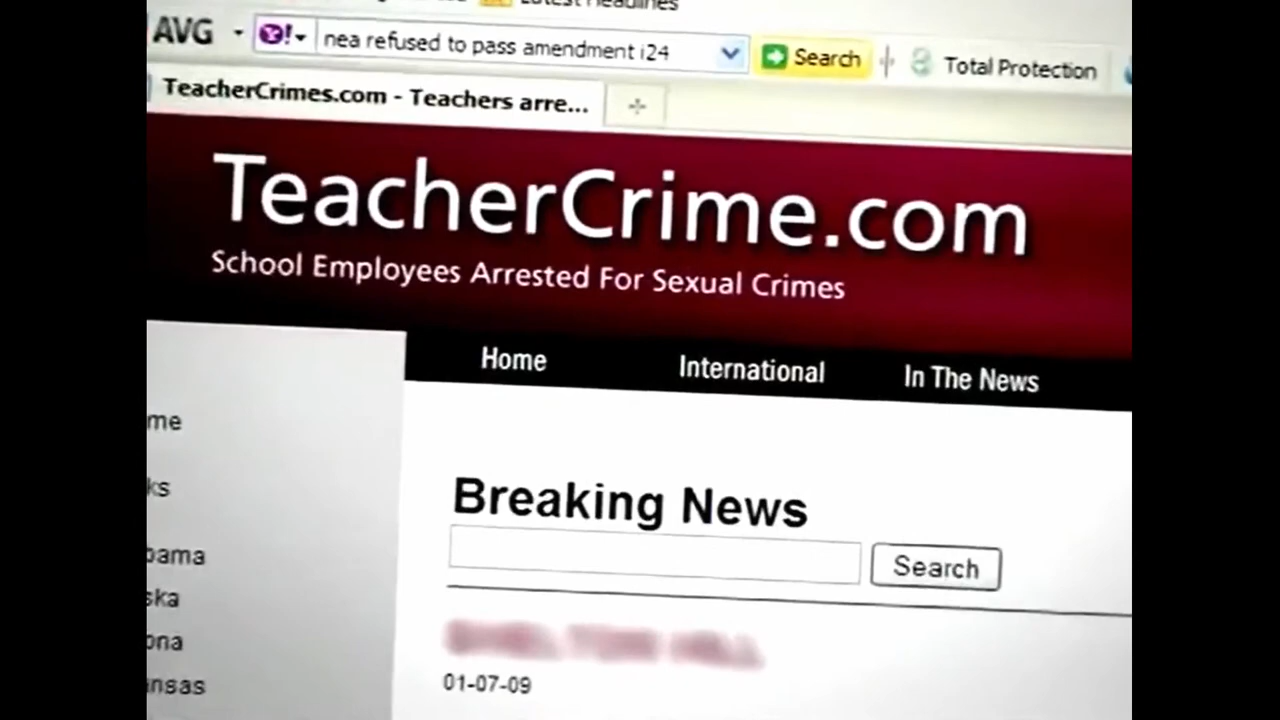 Latest Headlines
AVG
Y! nea refused to pass amendment i24 Search Total Protection
TeacherCrimes.com - Teachers arre...
TeacherCrime.com
School Employees Arrested For Sexual Crimes
Home International In The News
me
ks
bama
ska
ona
nsas
Breaking News
Search
01-07-09